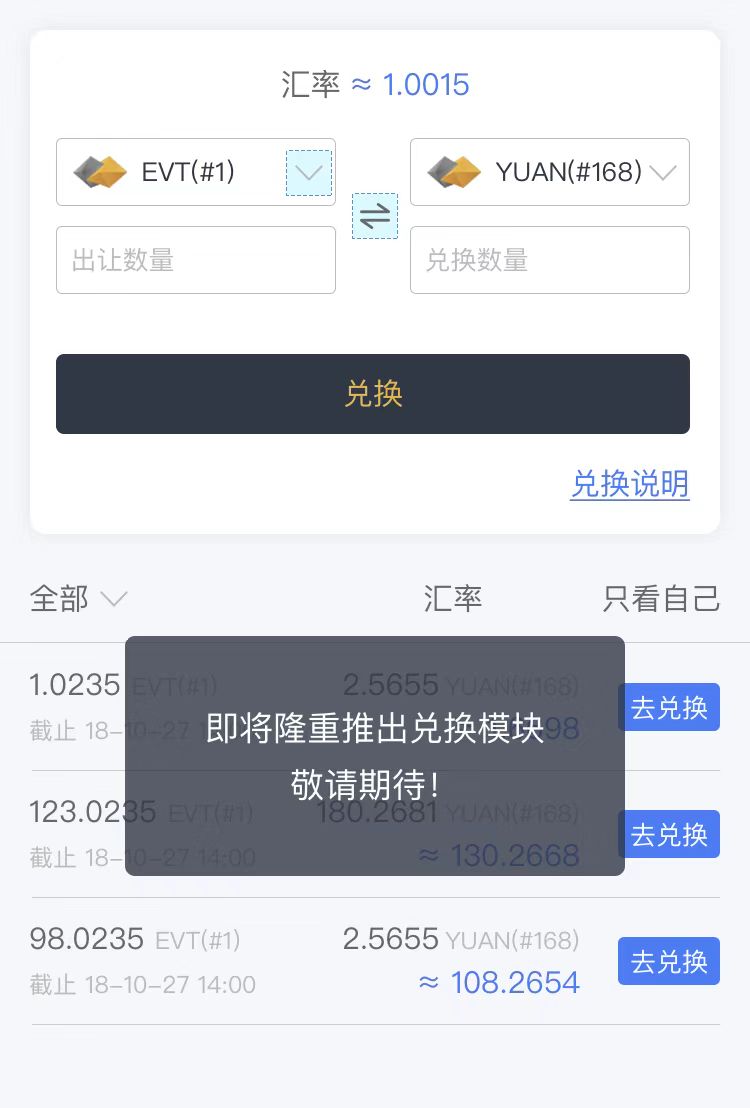 汇率 ≈ 1.0015
EVT(#1)
YUAN(#168)
出让数量
兑换数量
兑换
兑换说明
全部
汇率
只看自己
1.0235 EVT(#1)
2.5655 YUAN(#168)
截止 18-10-27
去兑换
即将隆重推出兑换模块
敬请期待!
123.0235 EVT(#1)
180.2681 YUAN(#168)
截止 18-10-27 14:00
≈ 130.2668
去兑换
98.0235 EVT(#1)
2.5655 YUAN(#168)
截止 18-10-27 14:00
≈ 108.2654
去兑换